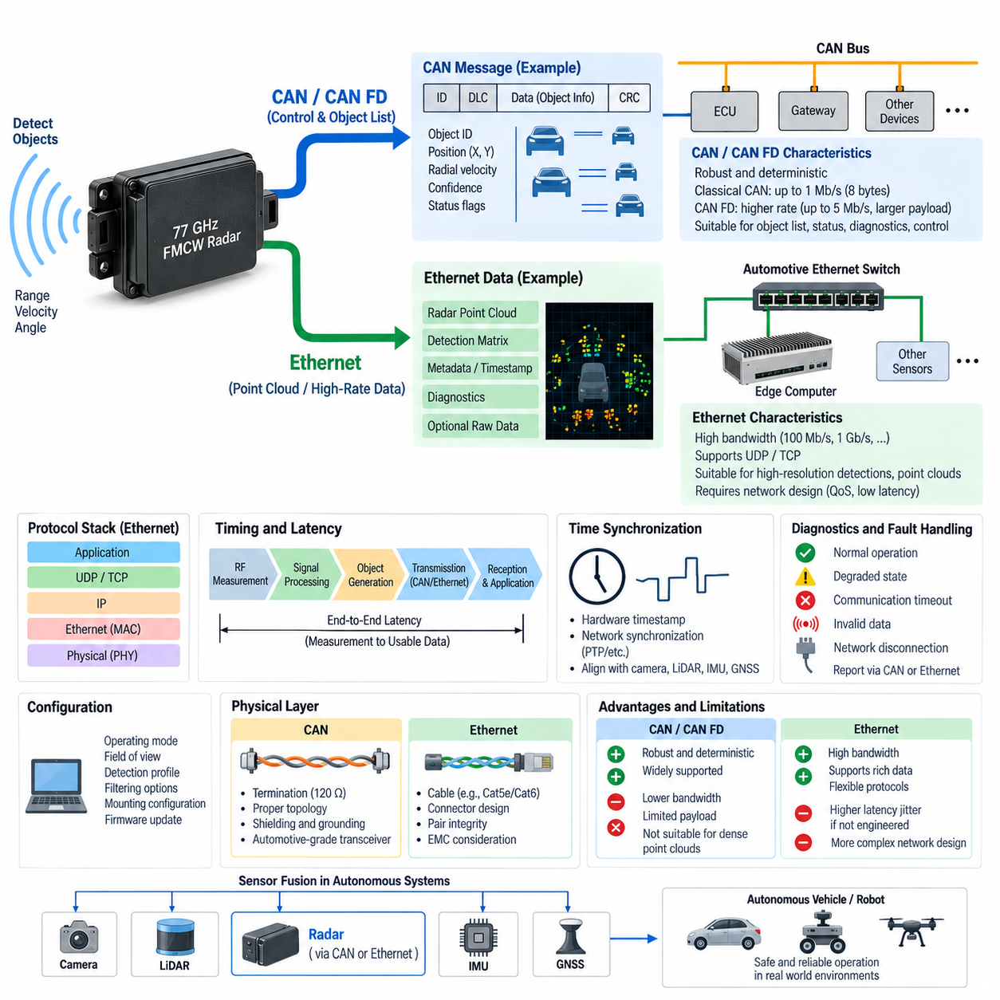 CAN Bus
CAN Message (Example)
ID DLC Data (Object Info) CRC
ECU
Gateway
Other
Devices
CAN / CAN FD
(Control & Object List)
Detect
Objects
Object ID
Position (X, Y)
Radial velocity
Confidence
Status flags
CAN / CAN FD Characteristics
Robust and deterministic
Classical CAN: up to 1 Mb/s (8 bytes)
CAN FD: higher rate (up to 5 Mb/s, larger payload)
Suitable for object list, status, diagnostics, control
77 GHz
FMCW Radar
Range
Velocity
Angle
Ethernet
(Point Cloud / High-Rate Data)
Ethernet Data (Example)
Radar Point Cloud
Detection Matrix
Metadata / Timestamp
Diagnostics
Optional Raw Data
Automotive Ethernet Switch
Edge Computer
Other
Sensors
Ethernet Characteristics
High bandwidth (100 Mb/s, 1 Gb/s, ...)
Supports UDP / TCP
Suitable for high-resolution detections, point clouds
Requires network design (QoS, low latency)
Protocol Stack (Ethernet)
Application
UDP / TCP
IP
Ethernet (MAC)
Physical (PHY)
Timing and Latency
RF
Measurement
Signal
Processing
Object
Generation
Transmisstion
(CAN/Ethernet)
Reception
& Application
End-to-End Latency
(Measurement to Usable Data)
Time Synchronization
• Hardware timestamp
• Network synchronization
(PTP/etc.)
• Align with camera, LiDAR, IMU, GNSS
Diagnostics and Fault Handling
Normal operation
Degraded state
Communication timeout
Invalid data
Network disconnection
Report via CAN or Ethernet
Configuration
Operating mode
Field of view
Detection profile
Filtering options
Mounting configuration
Firmware update
Physical Layer
CAN
• Termination (120 Ω)
• Proper topology
• Shielding and grounding
• Automotive-grade transceiver
Ethernet
• Cable (e.g., Cat5e/Cat6)
• Connector design
• Pair integrity
• EMC consideration
Advantages and Limitations
CAN / CAN FD
Robust and deterministic
Widely supported
Lower bandwidth
Limited payload
Not suitable for dense
point clouds
Ethernet
High bandwidth
Supports rich data
Flexible protocols
Higher latency jitter
if not engineered
More complex network design
Sensor Fusion in Autonomous Systems
Camera
LiDAR
Radar
( via CAN or Ethernet )
IMU
GNSS
Autonomous Vehicle / Robot
Safe and reliable operation
in real world environments